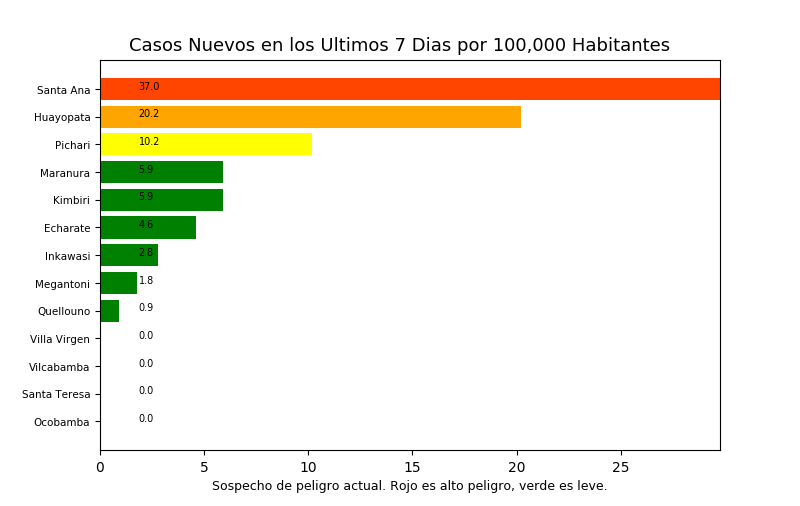 Casos Nuevos en los Ultimos 7 Dias por 100,000 Habitantes
Santa Ana 37.0
Huayopata 20.2
Pichari 10.2
Maranura 5.9
Kimbiri 5.9
Echarate 4.6
Inkawasi 2.8
Megantoni 1.8
Quellouno 0.9
Villa Virgen 0.0
Vilcabamba 0.0
Santa Teresa 0.0
Ocobamba 0.0
0 5 10 15 20 25
Sospecho de peligro actual. Rojo es alto peligro, verde es leve.